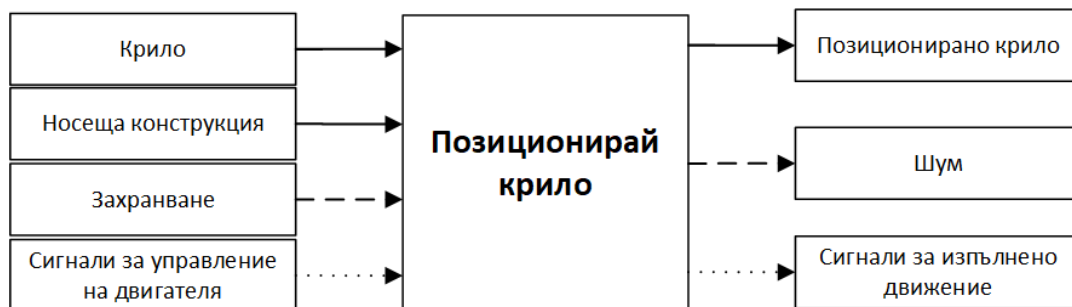 Крило
Носеща конструкция
Захранване
Сигнали за управление
на двигателя
Позиционирай
крило
Позиционирано крило
Шум
Сигнали за изпълнено
движение